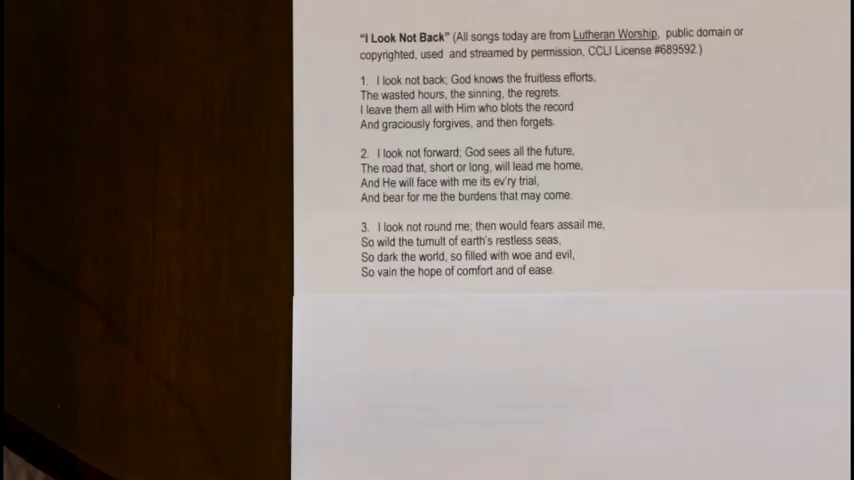 "I Look Not Back" (All songs today are from Lutheran Worship, public domain or
copyrighted, used and streamed by permission, CCLI License #689592.)
1. I look not back; God knows the fruitless efforts,
The wasted hours, the sinning, the regrets.
I leave them all with Him who blots the record
And graciously forgives, and then forgets.
2. I look not forward; God sees all the future,
The road that, short or long, will lead me home,
And He will face with me its ev'ry trial,
And bear for me the burdens that may come.
3. I look not round me; then would fears assail me,
So wild the tumult of earth's restless seas,
So dark the world, so filled with woe and evil,
So vain the hope of comfort and of ease.